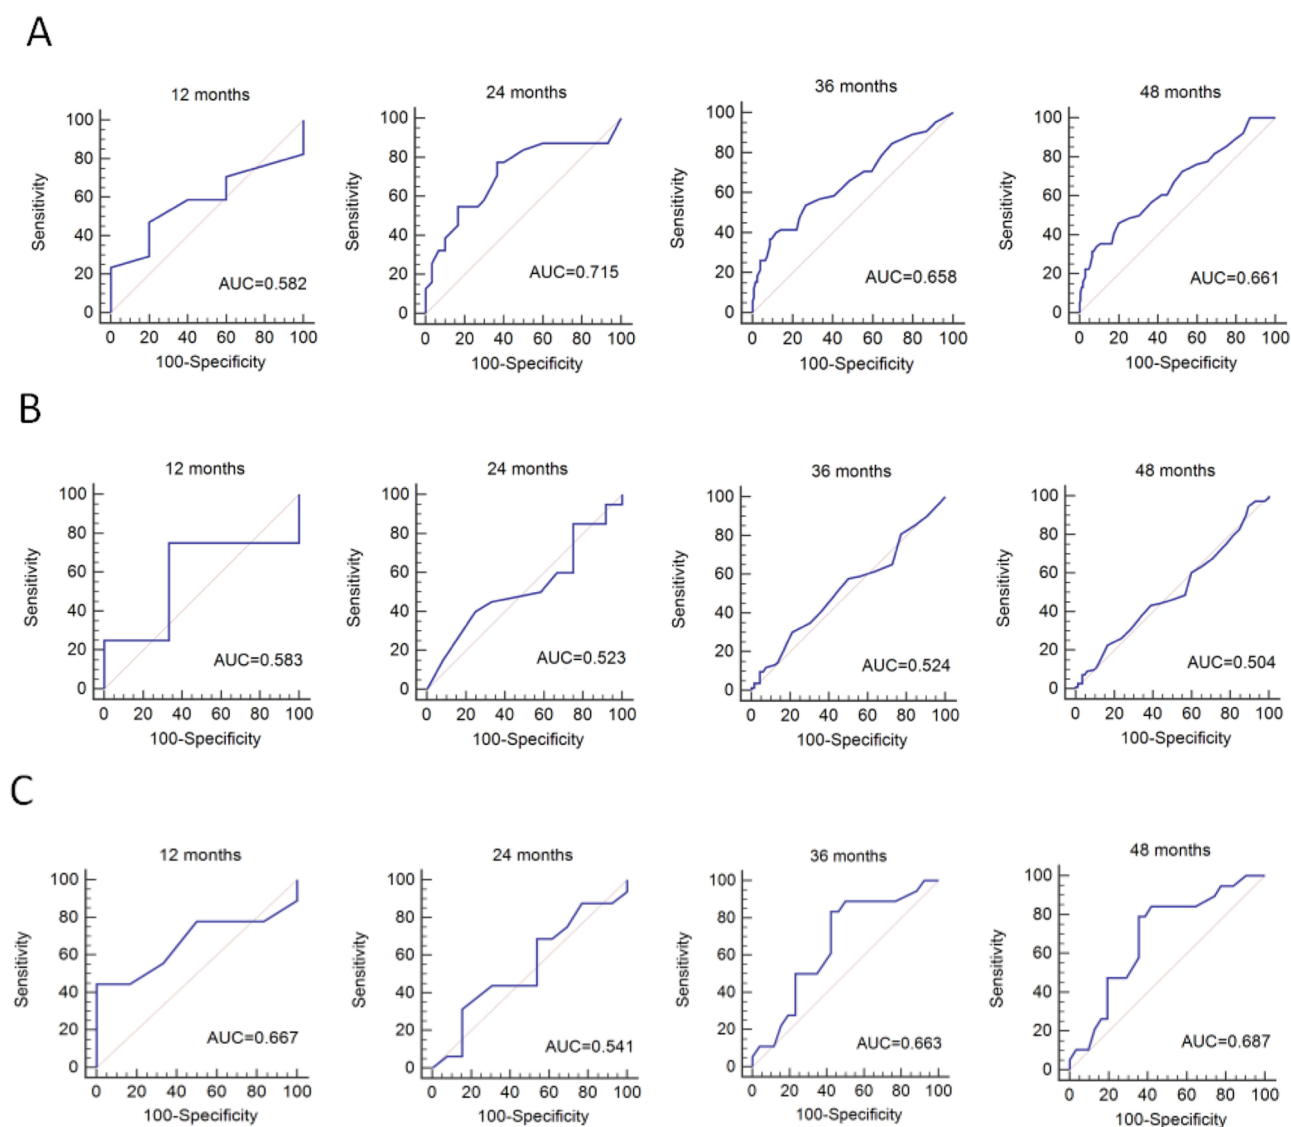 A
12 months
100
80
60
40
20
0
Sensitivity
AUC=0.582
0 20 40 60 80 100
100-Specificity
24 months
100
80
60
40
20
0
Sensitivity
AUC=0.715
0 20 40 60 80 100
100-Specificity
36 months
100
80
60
40
20
0
Sensitivity
AUC=0.658
0 20 40 60 80 100
100-Specificity
48 months
100
80
60
40
20
0
Sensitivity
AUC=0.661
0 20 40 60 80 100
100-Specificity
B
12 months
100
80
60
40
20
0
Sensitivity
AUC=0.583
0 20 40 60 80 100
100-Specificity
24 months
100
80
60
40
20
0
Sensitivity
AUC=0.523
0 20 40 60 80 100
100-Specificity
36 months
100
80
60
40
20
0
Sensitivity
AUC=0.524
0 20 40 60 80 100
100-Specificity
48 months
100
80
60
40
20
0
Sensitivity
AUC=0.504
0 20 40 60 80 100
100-Specificity
C
12 months
100
80
60
40
20
0
Sensitivity
AUC=0.667
0 20 40 60 80 100
100-Specificity
24 months
100
80
60
40
20
0
Sensitivity
AUC=0.541
0 20 40 60 80 100
100-Specificity
36 months
100
80
60
40
20
0
Sensitivity
AUC=0.663
0 20 40 60 80 100
100-Specificity
48 months
100
80
60
40
20
0
Sensitivity
AUC=0.687
0 20 40 60 80 100
100-Specificity